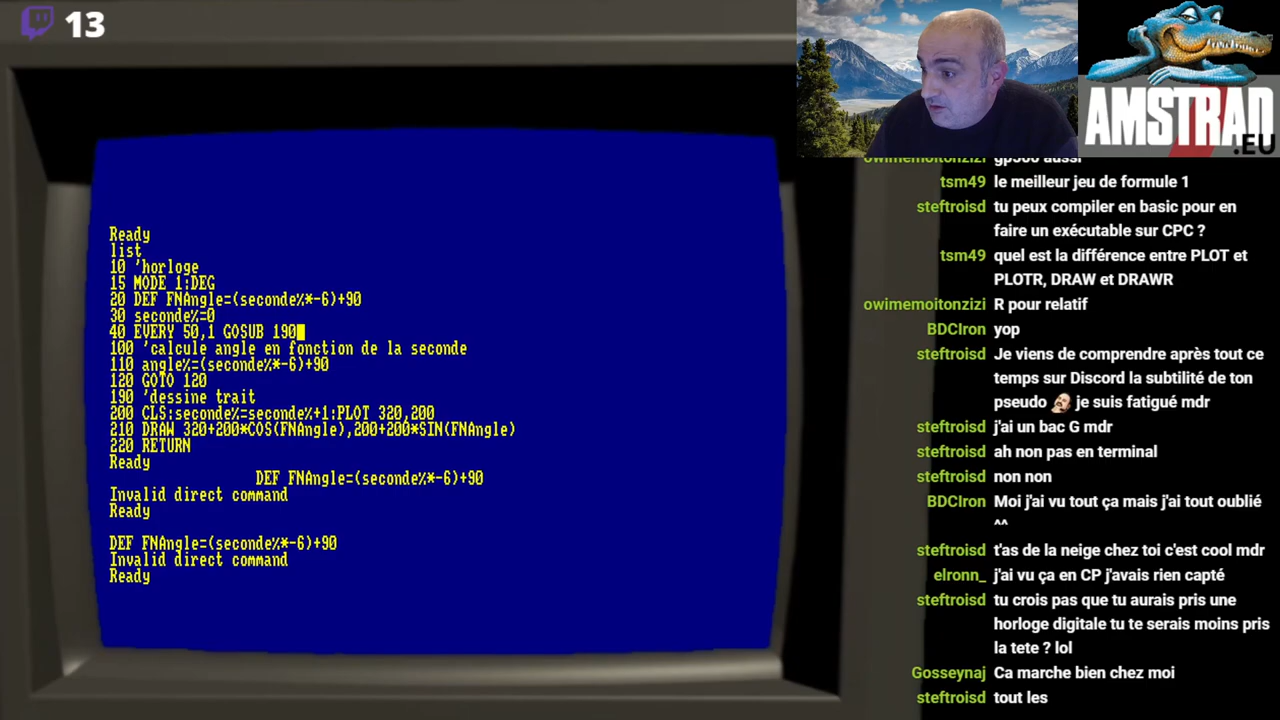 13
Ready
list
10 'horloge
15 MODE 1:DEG
20 DEF FNAngle=(seconde%*-6)+90
30 seconde%=0
40 EVERY 50,1 GOSUB 190
100 'calcule angle en fonction de la seconde
110 angle%=(seconde%*-6)+90
120 GOTO 120
190 'dessine trait
200 CLS:seconde%=seconde%+1:PLOT 320,200
210 DRAW 320+200*COS(FNAngle),200+200*SIN(FNAngle)
220 RETURN
Ready
DEF FNAngle=(seconde%*-6)+90
Invalid direct command
Ready
DEF FNAngle=(seconde%*-6)+90
Invalid direct command
Ready
AMSTRAD
.EU
owimemoitonzizi gp500 aussi
tsm49 le meilleur jeu de formule 1
steftroisd tu peux compiler en basic pour en
faire un exécutable sur CPC ?
tsm49 quel est la différence entre PLOT et
PLOTR, DRAW et DRAWR
owimemoitonzizi R pour relatif
BDCIron yop
steftroisd Je viens de comprendre après tout ce
temps sur Discord la subtilité de ton
pseudo je suis fatigué mdr
steftroisd j'ai un bac G mdr
steftroisd ah non pas en terminal
steftroisd non non
BDCIron Moi j'ai vu tout ça mais j'ai tout oublié
^^
steftroisd t'as de la neige chez toi c'est cool mdr
elronn_ j'ai vu ça en CP j'avais rien capté
steftroisd tu crois pas que tu aurais pris une
horloge digitale tu te serais moins pris
la tete ? lol
Gosseynaj Ca marche bien chez moi
steftroisd tout les